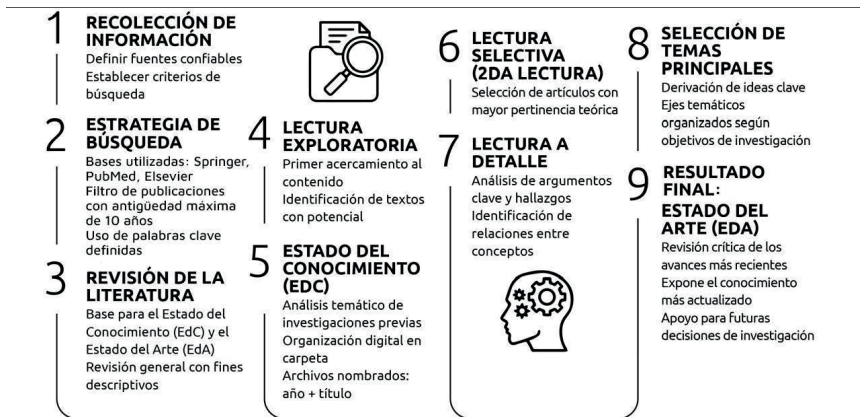 1
RECOLECCIÓN DE
INFORMACIÓN
Definir fuentes confiables
Establecer criterios de
búsqueda
2
ESTRATEGIA DE
BÚSQUEDA
Bases utilizadas: Springer,
PubMed, Elsevier
Filtro de publicaciones
con antigüedad máxima
de 10 años
Uso de palabras clave
definidas
3
REVISIÓN DE LA
LITERATURA
Base para el Estado del
Conocimiento (EdC) y el
Estado del Arte (EdA)
Revisión general con fines
descriptivos
4
LECTURA
EXPLORATORIA
Primer acercamiento al
contenido
Identificación de textos
con potencial
5
ESTADO DEL
CONOCIMIENTO
(EDC)
Análisis temático de
investigaciones previas
Organización digital en
carpeta
Archivos nombrados:
año + título
6
LECTURA
SELECTIVA
(2DA LECTURA)
Selección de artículos con
mayor pertinencia teórica
7
LECTURA A
DETALLE
Análisis de argumentos
clave y hallazgos
Identificación de
relaciones entre
conceptos
8
SELECCIÓN DE
TEMAS
PRINCIPALES
Derivación de ideas clave
Ejes temáticos
organizados según
objetivos de investigación
9
RESULTADO
FINAL:
ESTADO DEL
ARTE (EDA)
Revisión crítica de los
avances más recientes
Expone el conocimiento
más actualizado
Apoyo para futuras
decisiones de investigación